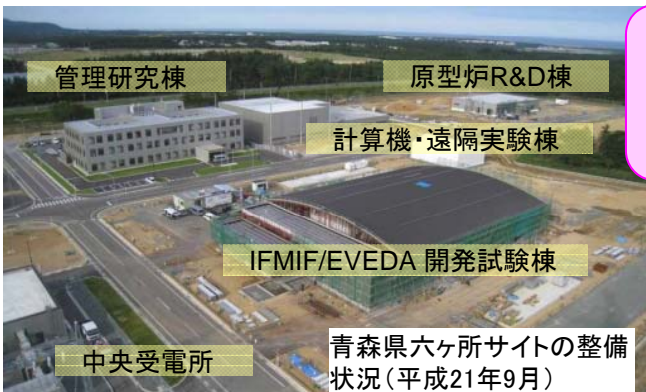 管理研究棟
原型炉R&D棟
計算機・遠隔実験棟
IFMIF/EVEDA 開発試験棟
中央受電所
青森県六ヶ所サイトの整備
状況(平成21年9月)